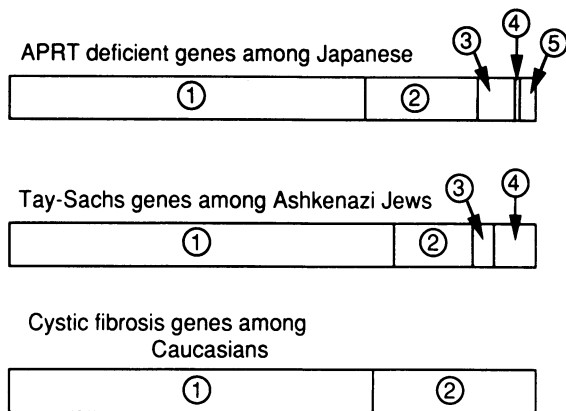 APRT deficient genes among Japanese
③ ④ ⑤
① ②
Tay-Sachs genes among Ashkenazi Jews
③ ④
① ②
Cystic fibrosis genes among
Caucasians
① ②